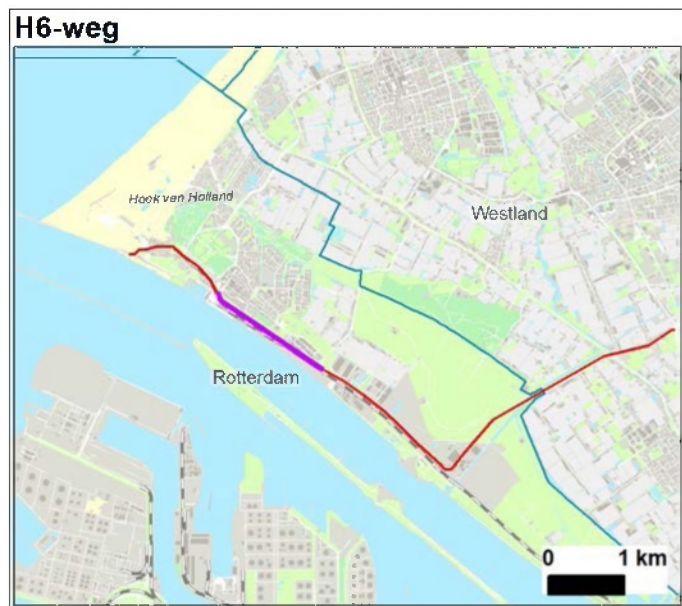 H6-weg
Hoek van Holland
Westland
Rotterdam
0 1 km